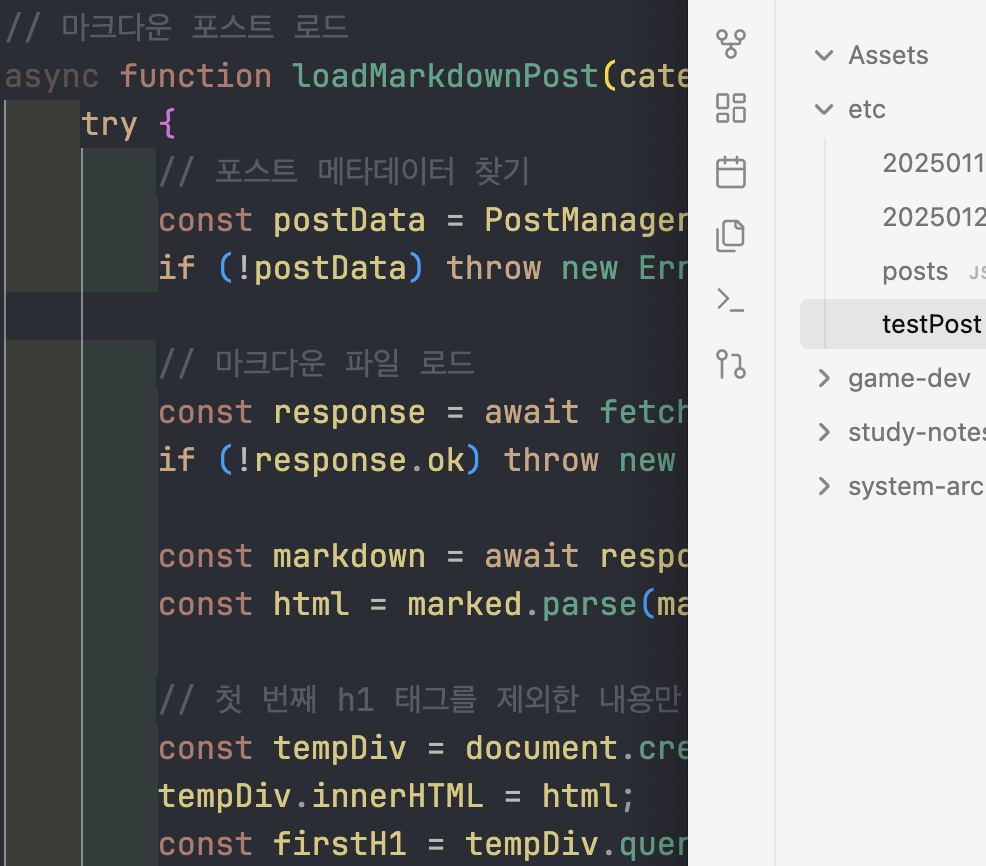 // 마크다운 포스트 로드
async function loadMarkdownPost(cate
try {
// 포스트 메타데이터 찾기
const postData = PostManager
if (!postData) throw new Err
// 마크다운 파일 로드
const response = await fetch
if (!response.ok) throw new
const markdown = await respo
const html = marked.parse(ma
// 첫 번째 h1 태그를 제외한 내용만
const tempDiv = document.cre
tempDiv.innerHTML = html;
const firstH1 = tempDiv.quer
Assets
etc
2025011
2025012
posts JS
testPost
game-dev
study-notes
system-arc